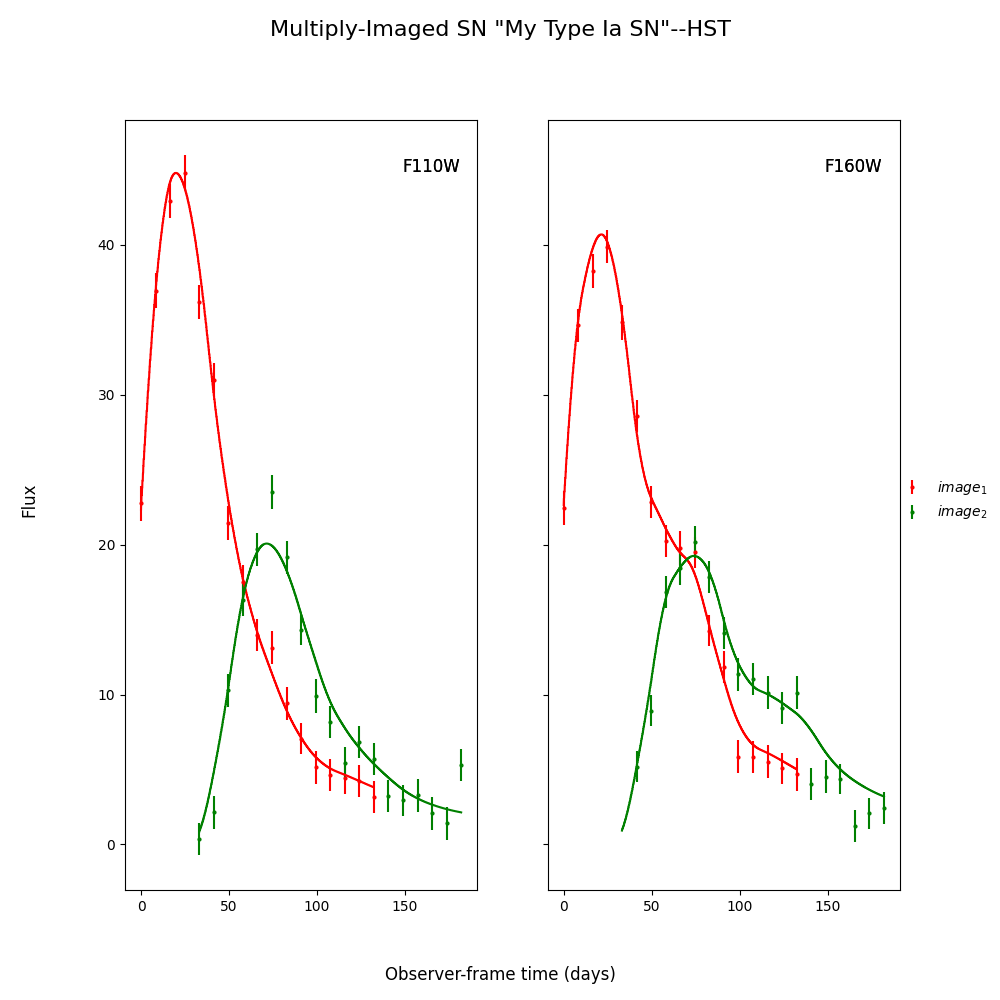 Multiply-Imaged SN "My Type Ia SN"--HST
F110W
F160W
40
30
20
10
0
Flux
image1
image2
0 50 100 150
0 50 100 150
Observer-frame time (days)